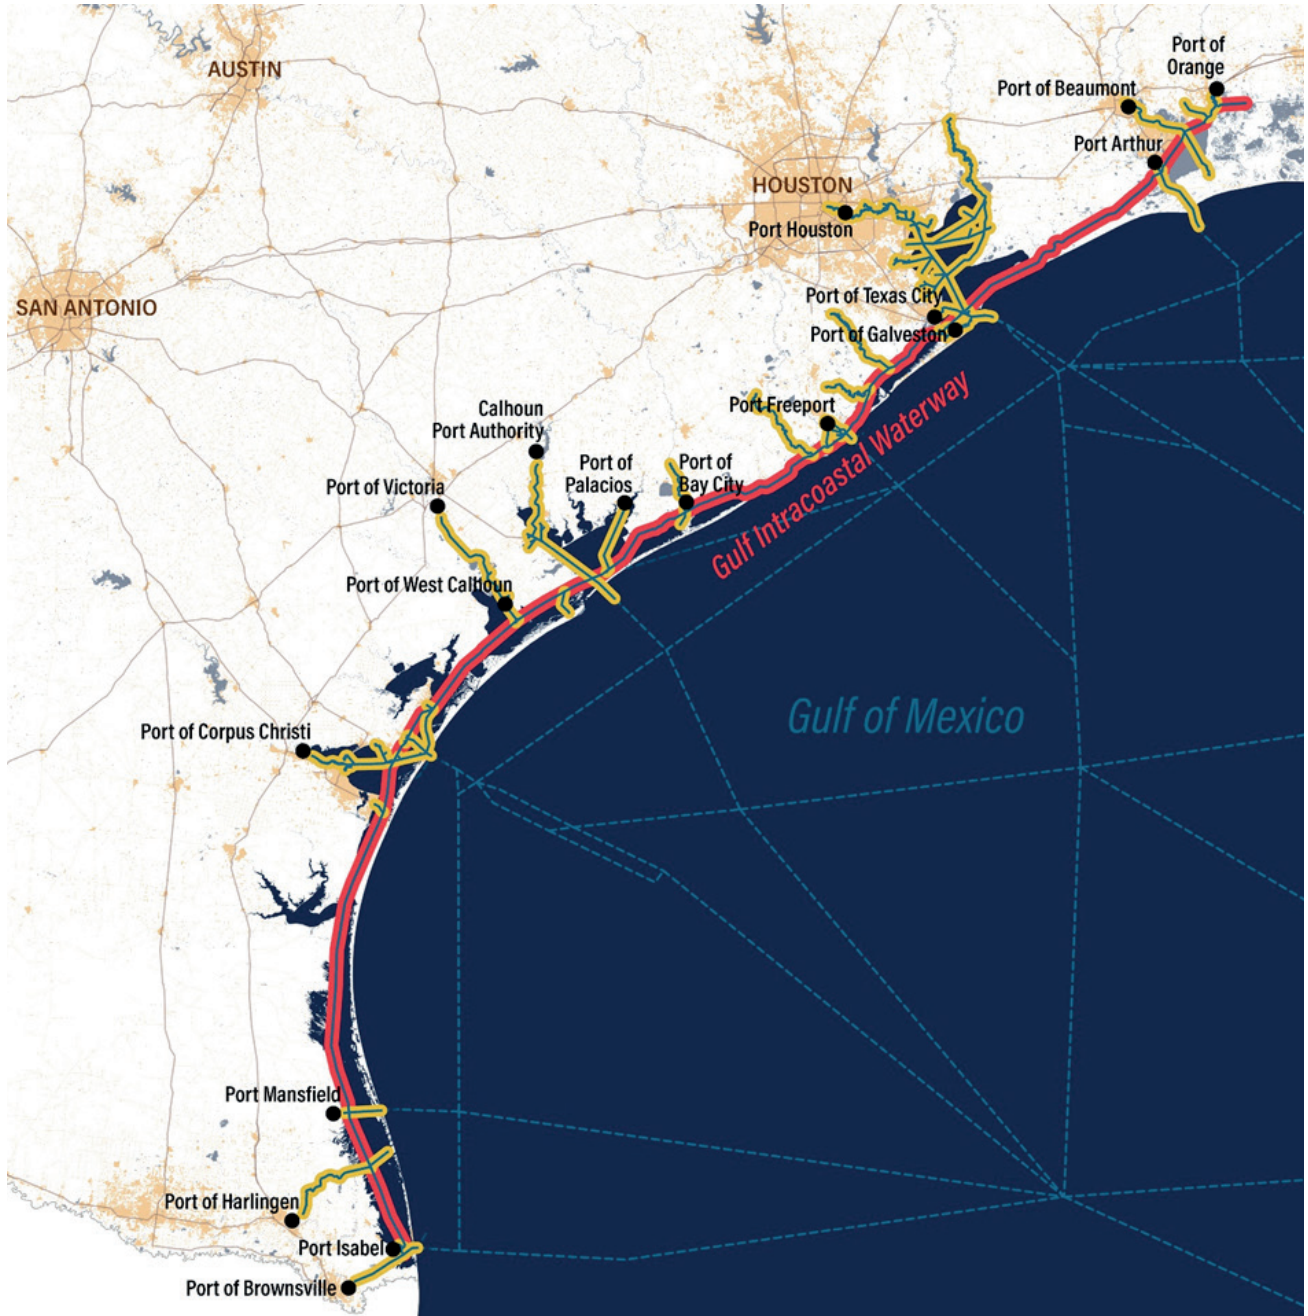 Port of
Orange
AUSTIN
Port of Beaumont
Port Arthur
HOUSTON
Port Houston
SAN ANTONIO
Port of Texas City
Port of Galveston
Port Freeport
Calhoun
Port Authority
Port of
Palacios
Port of
Bay City
Port of Victoria
Gulf Intracoastal Waterway
Port of West Calhoun
Gulf of Mexico
Port of Corpus Christi
Port Mansfield
Port of Harlingen
Port Isabel
Port of Brownsville